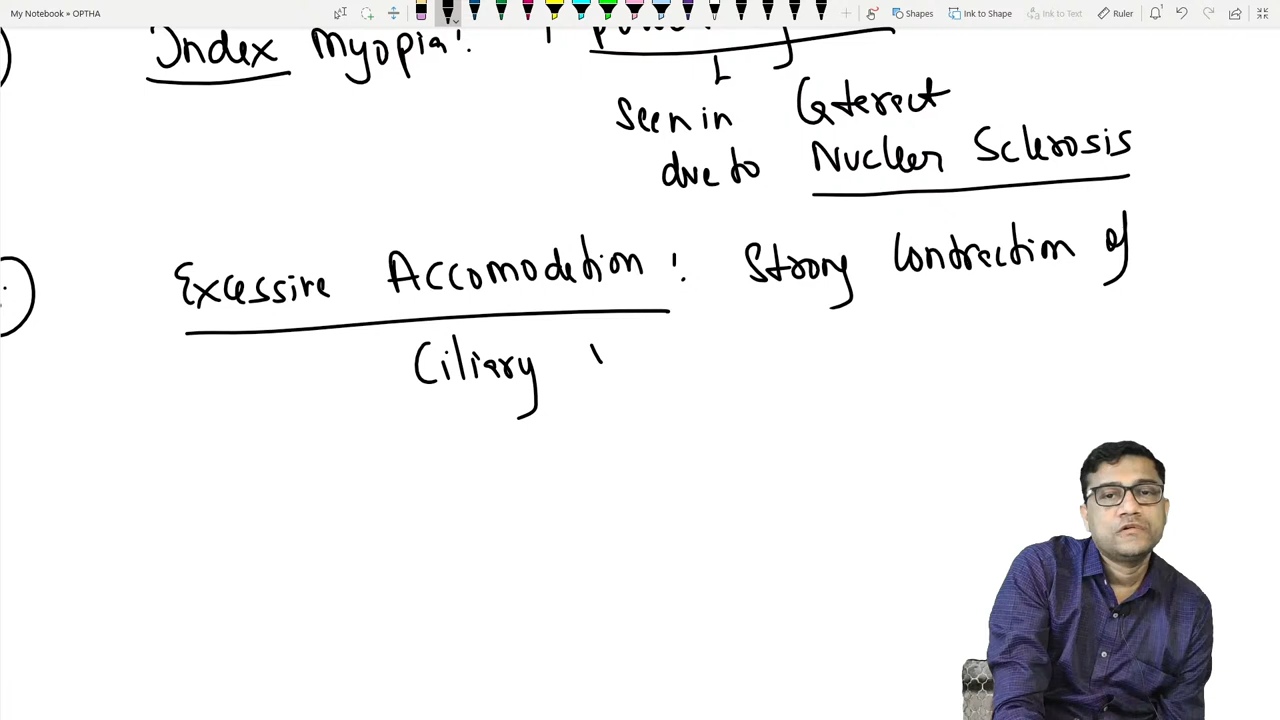 My Notebook » OPTHA
Shapes Ink to Shape Ink to Text Ruler
Index Myopia:
Seen in Cataract
due to Nuclear Sclerosis
Excessive Accomodation : Strong Contraction of
Ciliary